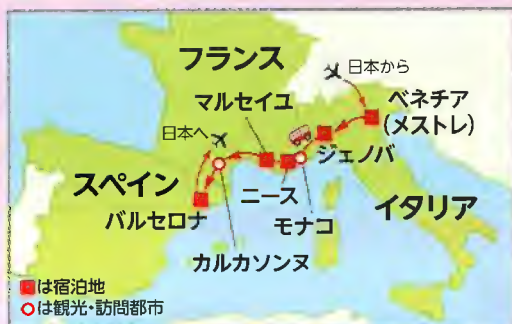 フランス
日本から
マルセイユ
ベネチア
(メストレ)
日本へ
ジェノバ
スペイン
ニース
イタリア
バルセロナ
モナコ
カルカソンヌ
■は宿泊地
○は観光・訪問都市